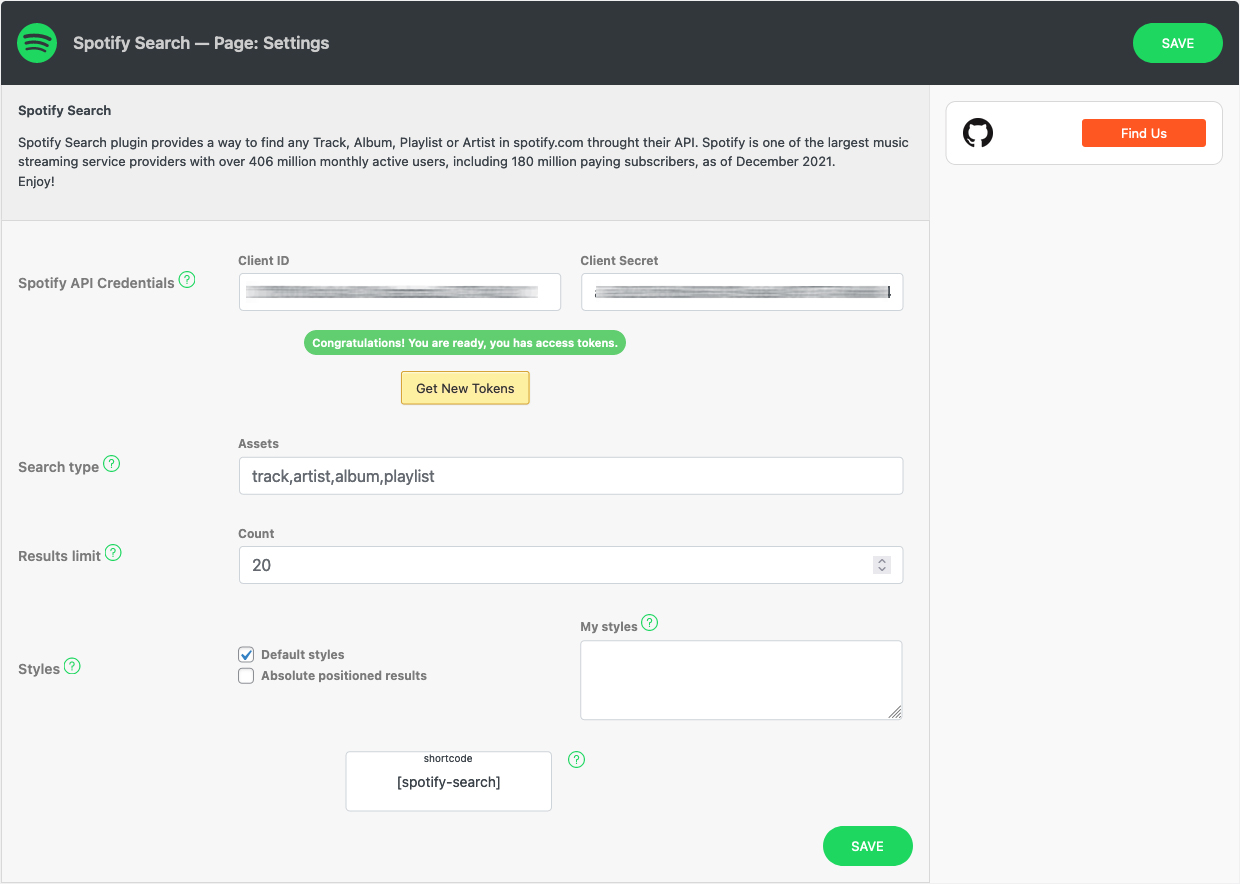 Spotify Search — Page: Settings
SAVE
Spotify Search
Spotify Search plugin provides a way to find any Track, Album, Playlist or Artist in spotify.com throught their API. Spotify is one of the largest music
streaming service providers with over 406 million monthly active users, including 180 million paying subscribers, as of December 2021.
Enjoy!
Find Us
Spotify API Credentials ?
Client ID
Client Secret
Congratulations! You are ready, you has access tokens.
Get New Tokens
Search type ?
Assets
track,artist,album,playlist
Results limit ?
Count
20
Styles ?
Default styles
Absolute positioned results
My styles ?
shortcode
[spotify-search]
?
SAVE